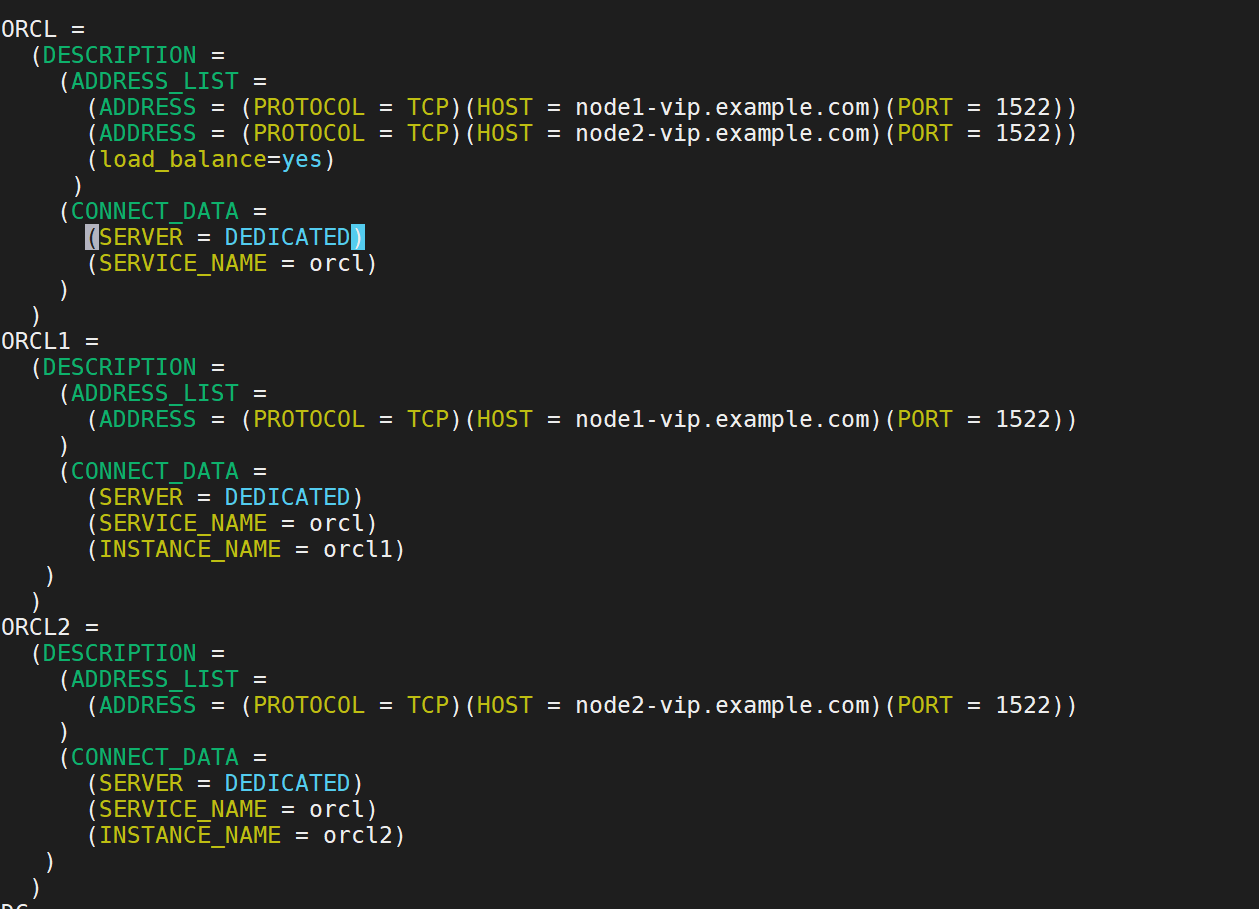 ORCL =
  (DESCRIPTION =
    (ADDRESS_LIST =
      (ADDRESS = (PROTOCOL = TCP)(HOST = node1-vip.example.com)(PORT = 1522))
      (ADDRESS = (PROTOCOL = TCP)(HOST = node2-vip.example.com)(PORT = 1522))
      (load_balance=yes)
     )
    (CONNECT_DATA =
      (SERVER = DEDICATED)
      (SERVICE_NAME = orcl)
    )
  )
ORCL1 =
  (DESCRIPTION =
    (ADDRESS_LIST =
      (ADDRESS = (PROTOCOL = TCP)(HOST = node1-vip.example.com)(PORT = 1522))
    )
    (CONNECT_DATA =
      (SERVER = DEDICATED)
      (SERVICE_NAME = orcl)
      (INSTANCE_NAME = orcl1)
   )
  )
ORCL2 =
  (DESCRIPTION =
    (ADDRESS_LIST =
      (ADDRESS = (PROTOCOL = TCP)(HOST = node2-vip.example.com)(PORT = 1522))
    )
    (CONNECT_DATA =
      (SERVER = DEDICATED)
      (SERVICE_NAME = orcl)
      (INSTANCE_NAME = orcl2)
   )
  )